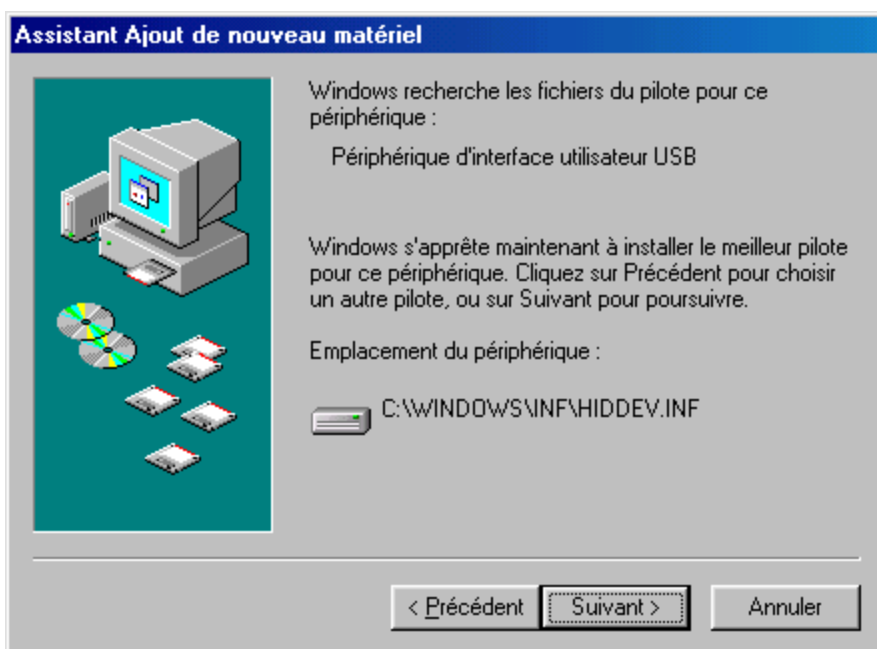 Assistant Ajout de nouveau matériel
Windows recherche les fichiers du pilote pour ce
périphérique :
Périphérique d'interface utilisateur USB
Windows s'apprête maintenant à installer le meilleur pilote
pour ce périphérique. Cliquez sur Précédent pour choisir
un autre pilote, ou sur Suivant pour poursuivre.
Emplacement du périphérique :
C:\WINDOWS\INF\HIDDEV.INF
< Précédent Suivant > Annuler